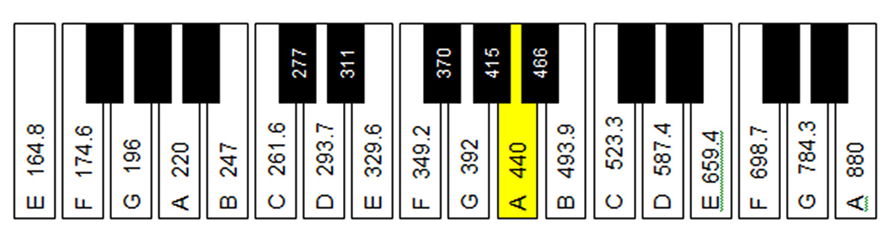 277
311
370
415
466
E 164.8
F 174.6
G 196
A 220
B 247
C 261.6
D 293.7
E 329.6
F 349.2
G 392
A 440
B 493.9
C 523.3
D 587.4
E 659.4
F 698.7
G 784.3
A 880